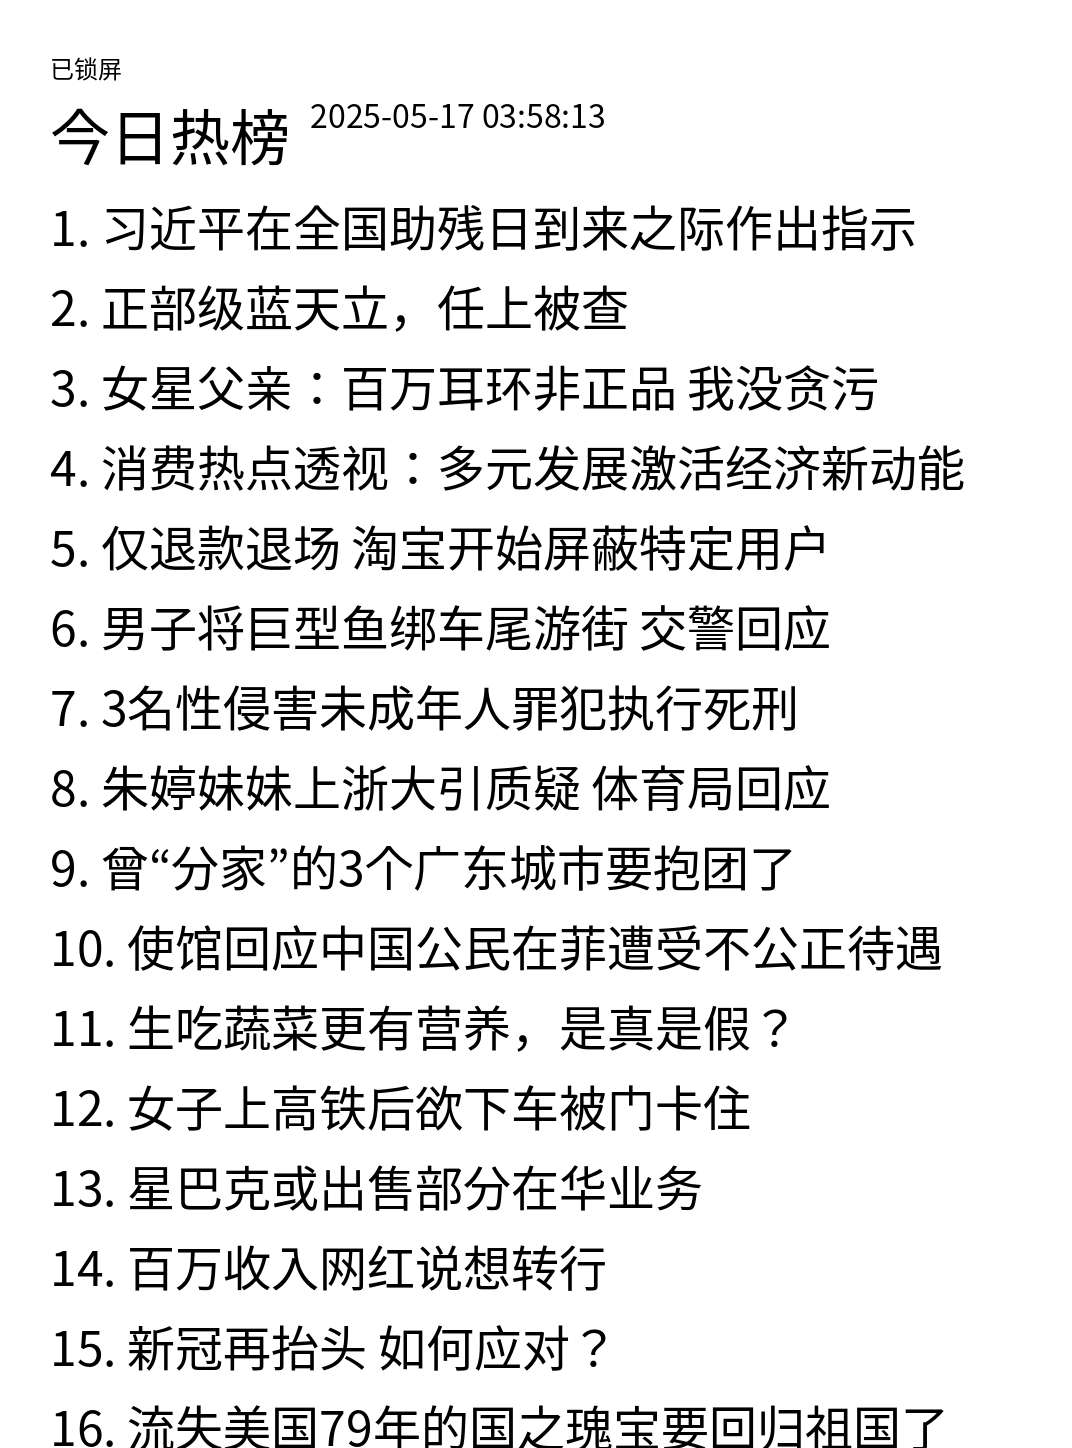 已锁屏
今日热榜 2025-05-17 03:58:13
1. 习近平在全国助残日到来之际作出指示
2. 正部级蓝天立，任上被查
3. 女星父亲：百万耳环非正品 我没贪污
4. 消费热点透视：多元发展激活经济新动能
5. 仅退款退场 淘宝开始屏蔽特定用户
6. 男子将巨型鱼绑车尾游街 交警回应
7. 3名性侵害未成年人罪犯执行死刑
8. 朱婷妹妹上浙大引质疑 体育局回应
9. 曾“分家”的3个广东城市要抱团了
10. 使馆回应中国公民在菲遭受不公正待遇
11. 生吃蔬菜更有营养，是真是假？
12. 女子上高铁后欲下车被门卡住
13. 星巴克或出售部分在华业务
14. 百万收入网红说想转行
15. 新冠再抬头 如何应对？
16. 流失美国79年的国之瑰宝要回归祖国了